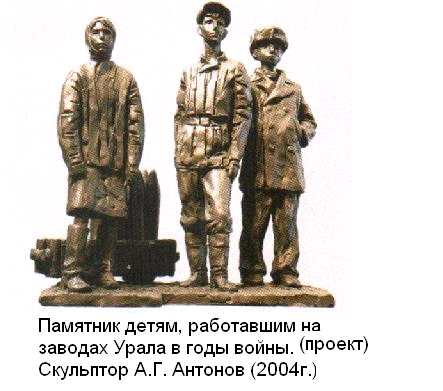 Памятник детям, работавшим на
заводах Урала в годы войны. (проект)
Скульптор А.Г. Антонов (2004г.)